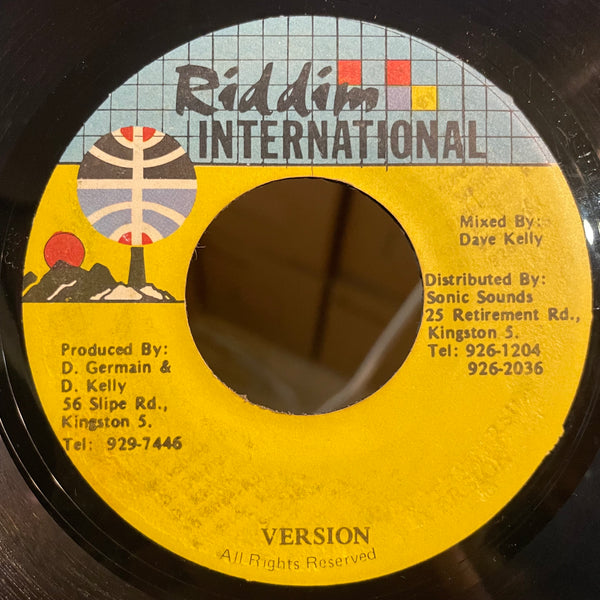 Riddim
INTERNATIONAL
Mixed By:
Dave Kelly
Distributed By:
Sonic Sounds
25 Retirement Rd.,
Kingston 5.
Tel: 926-1204
926-2036
Produced By:
D. Germain &
D. Kelly
56 Slipe Rd.,
Kingston 5.
Tel: 929-7446
VERSION
All Rights Reserved